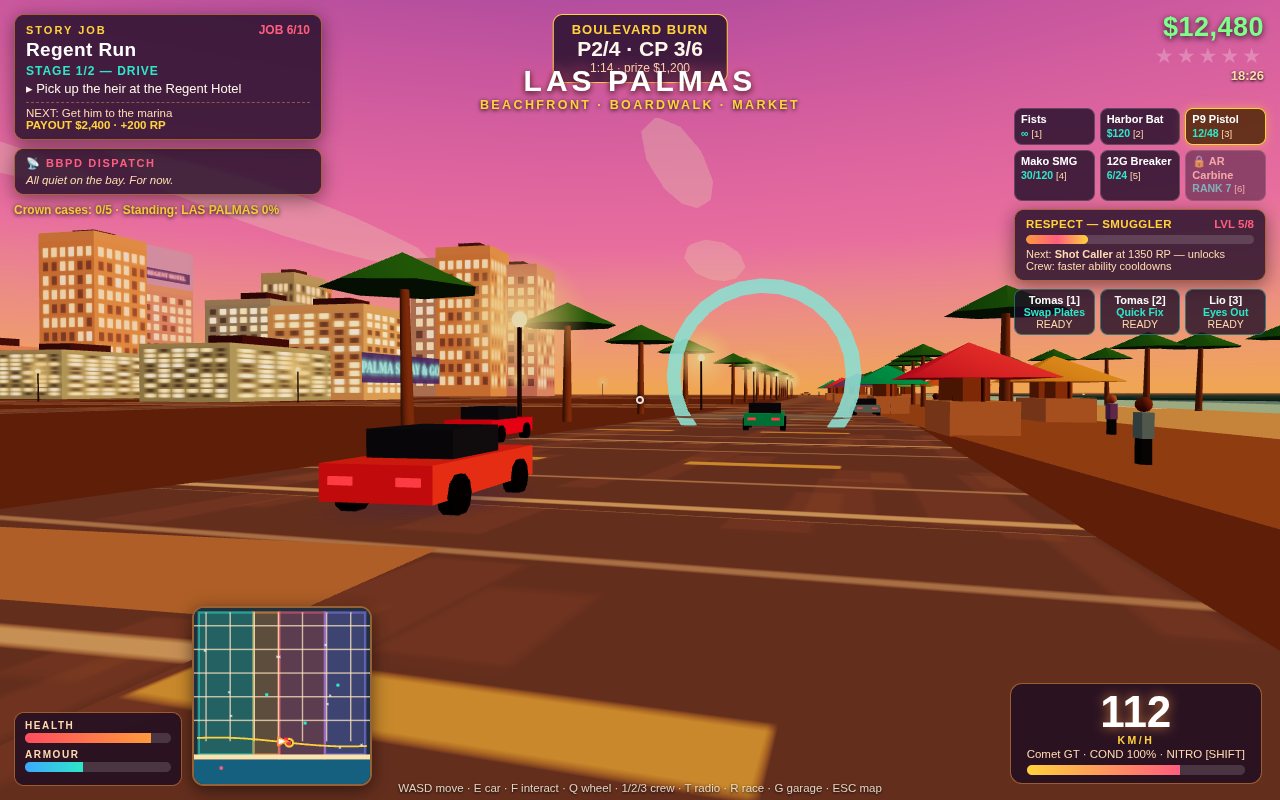 STORY JOB JOB 6/10
Regent Run
STAGE 1/2 — DRIVE
▸ Pick up the heir at the Regent Hotel
NEXT: Get him to the marina
PAYOUT $2,400 · +200 RP
📡 BBPD DISPATCH
All quiet on the bay. For now.
Crown cases: 0/5 · Standing: LAS PALMAS 0%
BOULEVARD BURN
P2/4 · CP 3/6
1:14 · prize $1,200
LAS PALMAS
BEACHFRONT · BOARDWALK · MARKET
$12,480
★★★★★
18:26
Fists
∞ [1]
Harbor Bat
$120 [2]
P9 Pistol
12/48 [3]
Mako SMG
30/120 [4]
12G Breaker
6/24 [5]
🔒 AR
Carbine
RANK 7 [6]
RESPECT — SMUGGLER LVL 5/8
Next: Shot Caller at 1350 RP — unlocks
Crew: faster ability cooldowns
Tomas [1]
Swap Plates
READY
Tomas [2]
Quick Fix
READY
Lio [3]
Eyes Out
READY
REGENT HOTEL
HEALTH
ARMOUR
112
KM/H
Comet GT · COND 100% · NITRO [SHIFT]
WASD move · E car · F interact · Q wheel · 1/2/3 crew · T radio · R race · G garage · ESC map